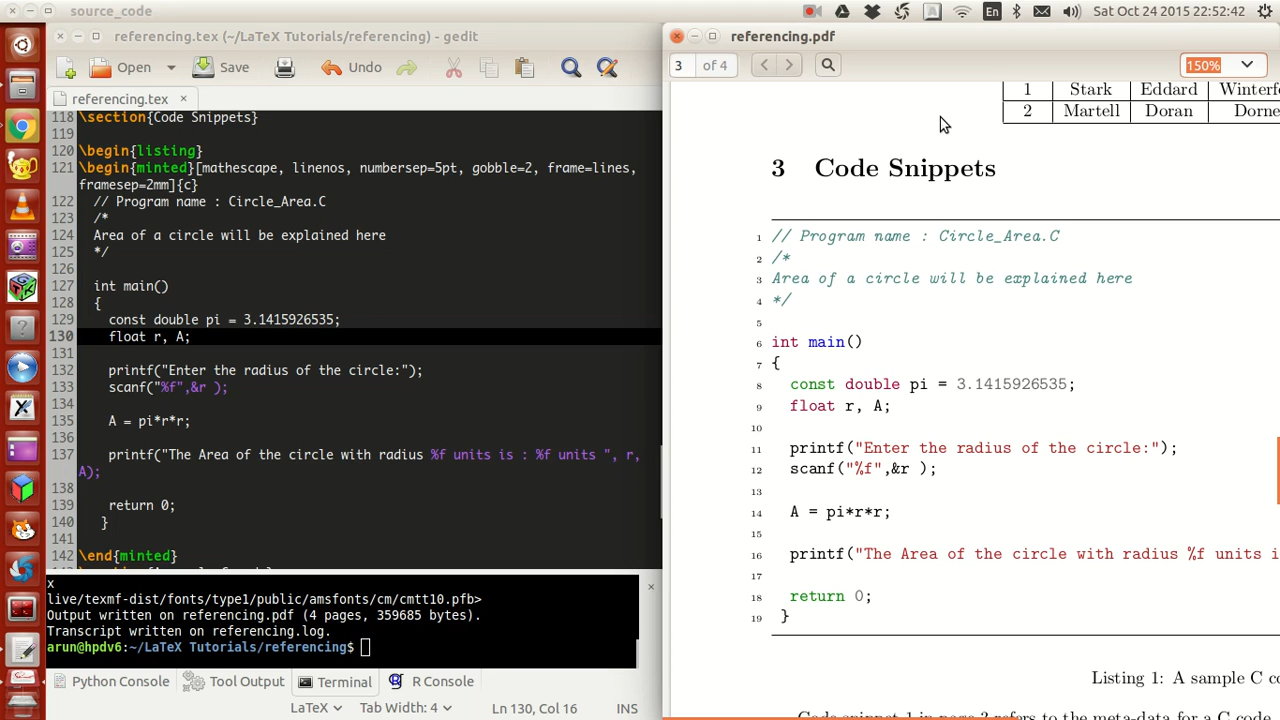 source_code
En
Sat Oct 24 2015 22:52:42
referencing.tex (~/LaTeX Tutorials/referencing) - gedit
Open
Save
Undo
referencing.tex ×
118 \section{Code Snippets}
119
120 \begin{listing}
121 \begin{minted}[mathescape, linenos, numbersep=5pt, gobble=2, frame=lines,
framesep=2mm]{c}
122 // Program name : Circle_Area.C
123 /*
124 Area of a circle will be explained here
125 */
126
127 int main()
128 {
129 const double pi = 3.1415926535;
130 float r, A;
131
132 printf("Enter the radius of the circle:");
133 scanf("%f",&r );
134
135 A = pi*r*r;
136
137 printf("The Area of the circle with radius %f units is : %f units ", r,
A);
138
139 return 0;
140 }
141
142 \end{minted}
x
live/texmf-dist/fonts/type1/public/amsfonts/cm/cmtt10.pfb>
Output written on referencing.pdf (4 pages, 359685 bytes).
Transcript written on referencing.log.
arun@hpdv6:~/LaTeX Tutorials/referencing$
Python Console
Tool Output
Terminal
R Console
LaTeX
Tab Width: 4
Ln 130, Col 16
INS
referencing.pdf
3 of 4
150%
1 Stark Eddard Winterf
2 Martell Doran Dorne
3 Code Snippets
1 // Program name : Circle_Area.C
2 /*
3 Area of a circle will be explained here
4 */
5
6 int main()
7 {
8 const double pi = 3.1415926535;
9 float r, A;
10
11 printf("Enter the radius of the circle:");
12 scanf("%f",&r );
13
14 A = pi*r*r;
15
16 printf("The Area of the circle with radius %f units i
17
18 return 0;
19 }
Listing 1: A sample C co